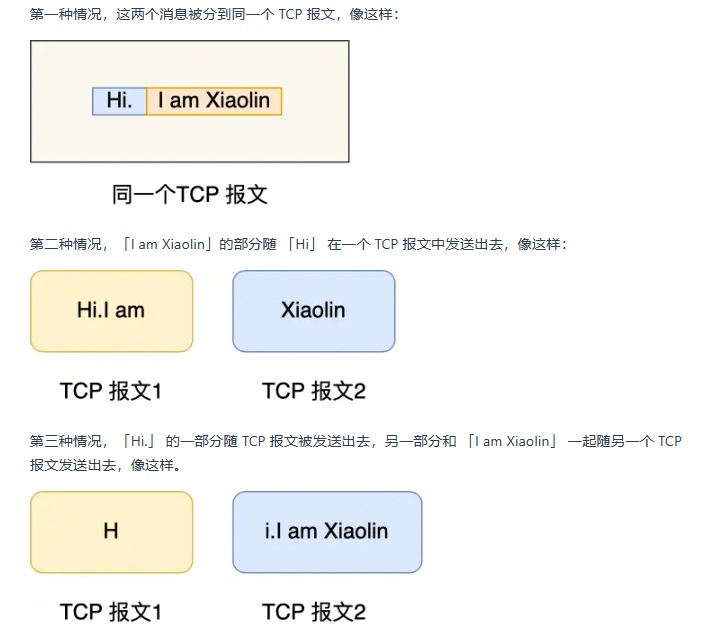 第一种情况，这两个消息被分到同一个 TCP 报文，像这样：
Hi. I am Xiaolin
同一个TCP 报文
第二种情况，「I am Xiaolin」的部分随 「Hi」 在一个 TCP 报文中发送出去，像这样：
Hi.I am Xiaolin
TCP 报文1 TCP 报文2
第三种情况，「Hi.」 的一部分随 TCP 报文被发送出去，另一部分和 「I am Xiaolin」 一起随另一个 TCP
报文发送出去，像这样。
H i.I am Xiaolin
TCP 报文1 TCP 报文2